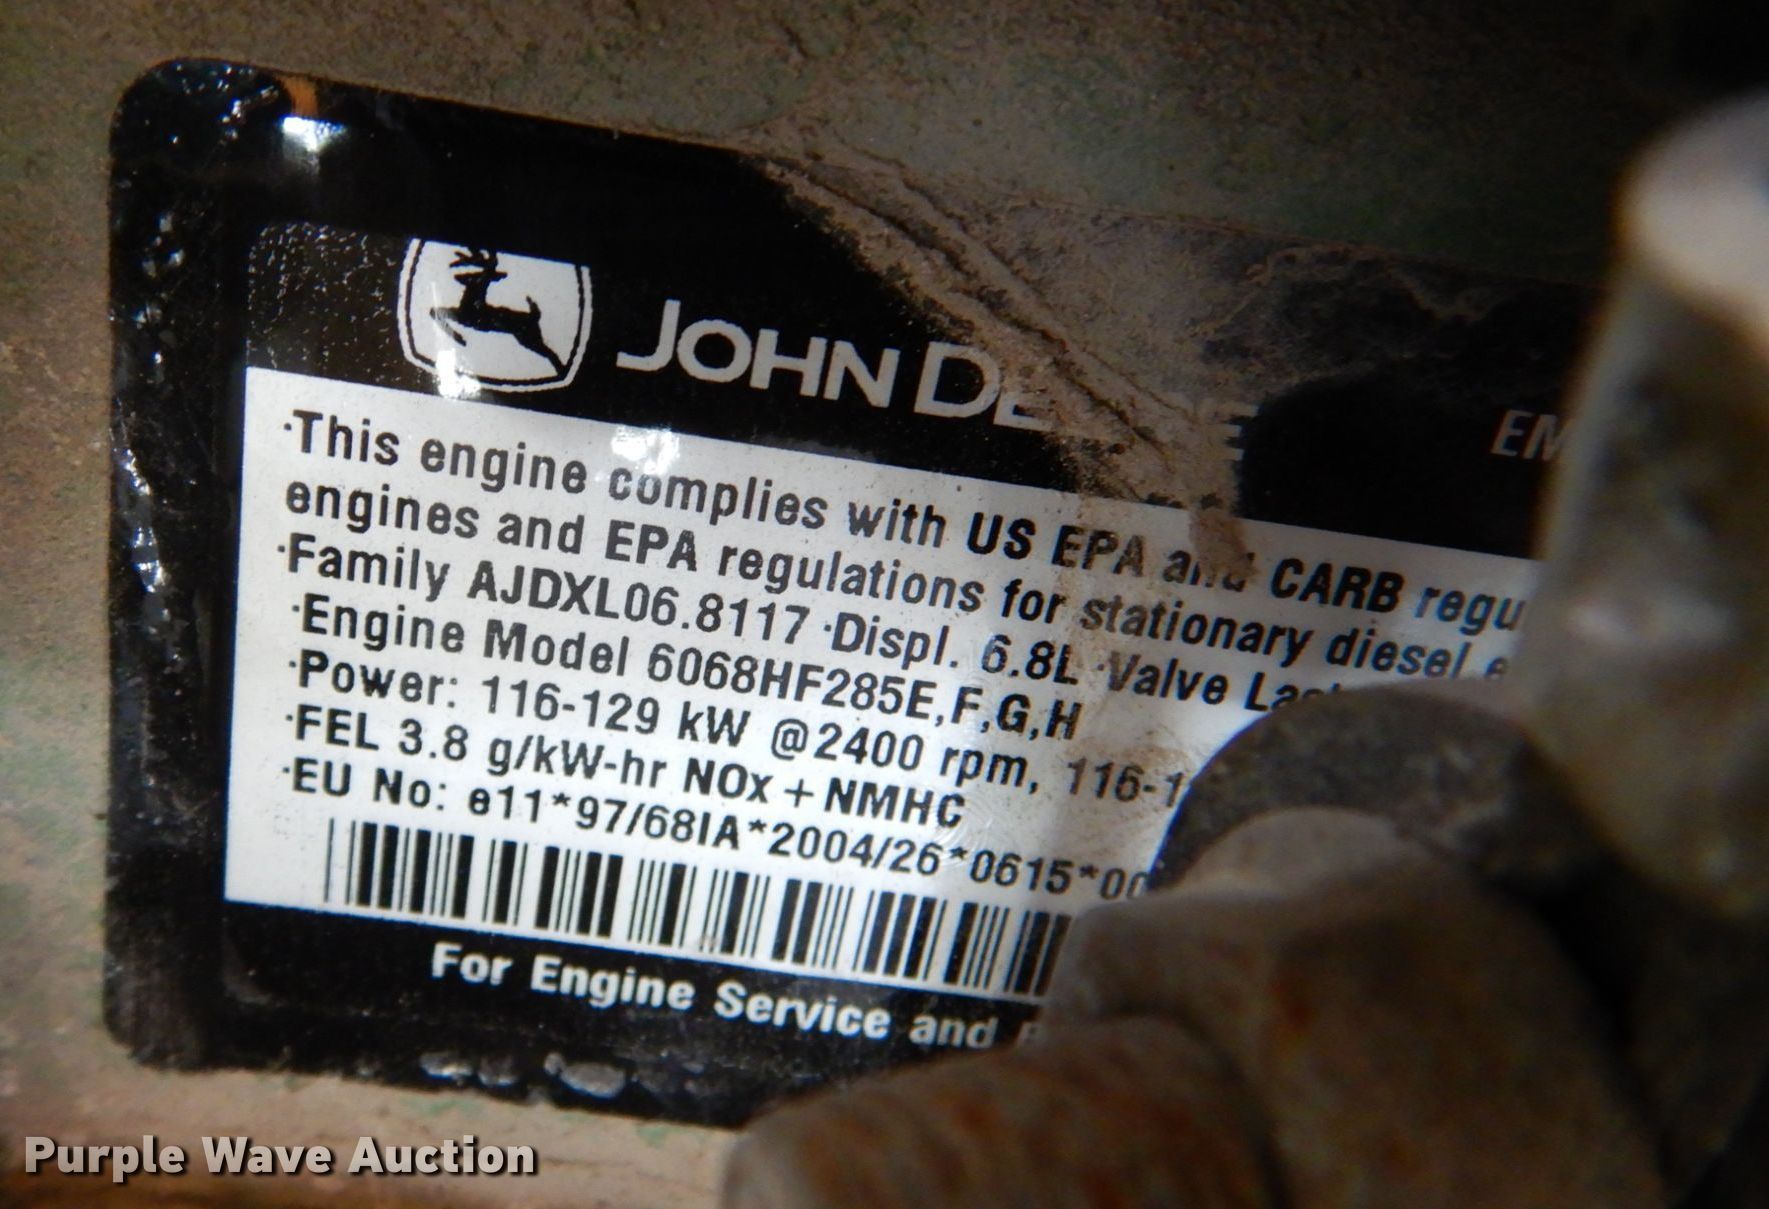 JOHN DEERE
EM
·This engine complies with US EPA and CARB regu
engines and EPA regulations for stationary diesel e
·Family AJDXL06.8117 ·Displ. 6.8L ·Valve Las
·Engine Model 6068HF285E,F,G,H
·Power: 116-129 kW @2400 rpm, 116-1
·FEL 3.8 g/kW-hr NOx + NMHC
·EU No: e11*97/68IA*2004/26*0615*00
For Engine Service and
Purple Wave Auction